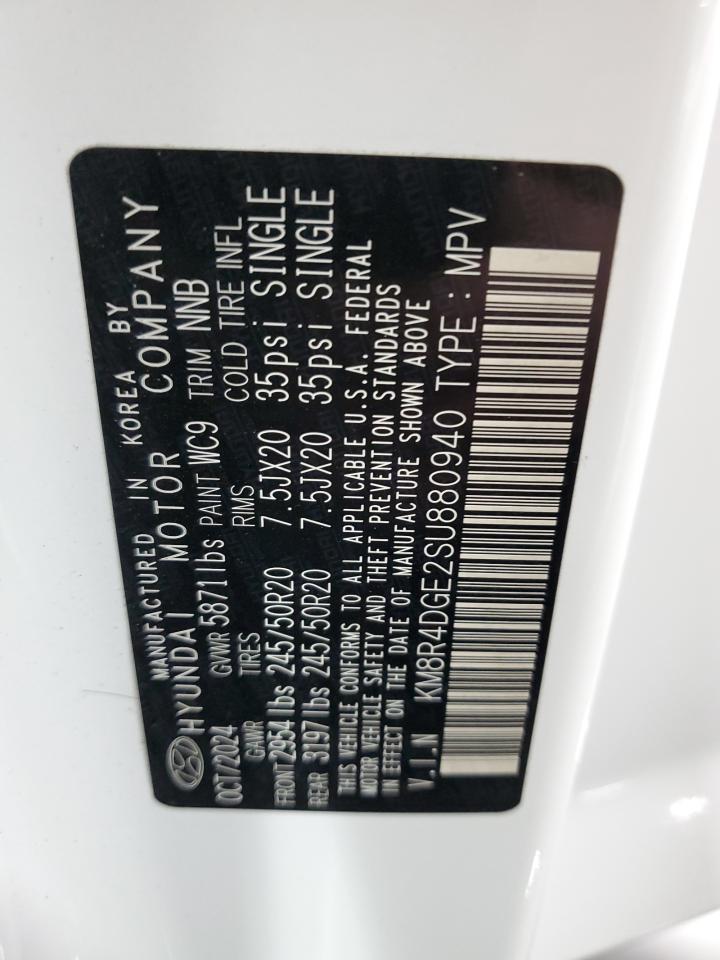 MANUFACTURED IN KOREA BY
HYUNDAI MOTOR COMPANY
OCT/2024 GVWR 5871lbs PAINT WC9 TRIM NNB
GAWR TIRES RIMS COLD TIRE INFL
FRONT 2954lbs 245/50R20 7.5JX20 35psi SINGLE
REAR 3197lbs 245/50R20 7.5JX20 35psi SINGLE
THIS VEHICLE CONFORMS TO ALL APPLICABLE U.S.A. FEDERAL
MOTOR VEHICLE SAFETY AND THEFT PREVENTION STANDARDS
IN EFFECT ON THE DATE OF MANUFACTURE SHOWN ABOVE
V.I.N KM8R4DGE2SU880940 TYPE : MPV